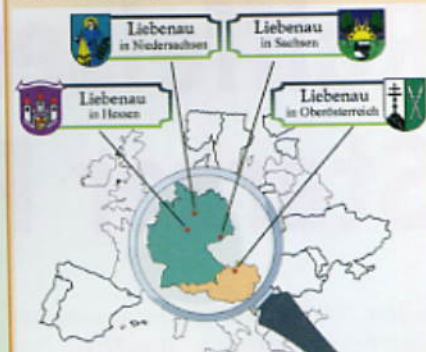 Liebenau
in Niedersachsen
Liebenau
in Sachsen
Liebenau
in Hessen
Liebenau
in Oberösterreich